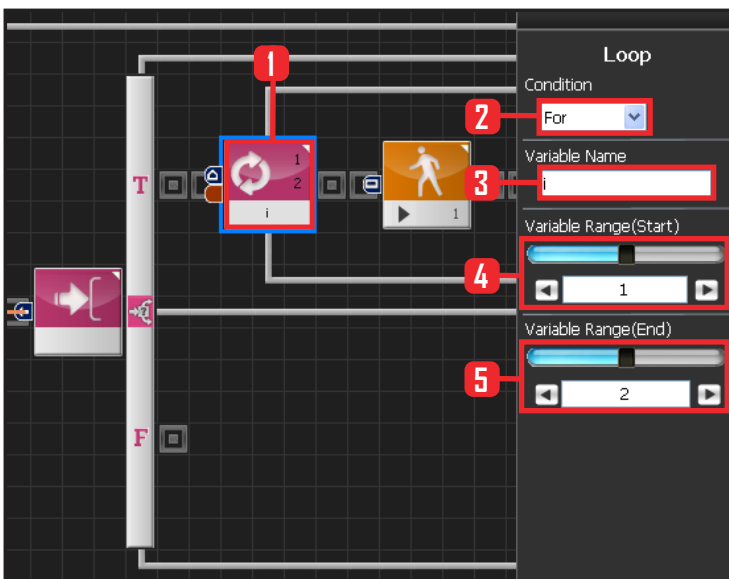 Loop
1
Condition
2
For
Variable Name
3
i
T
1
2
i
1
Variable Range(Start)
4
1
Variable Range(End)
5
2
?
F